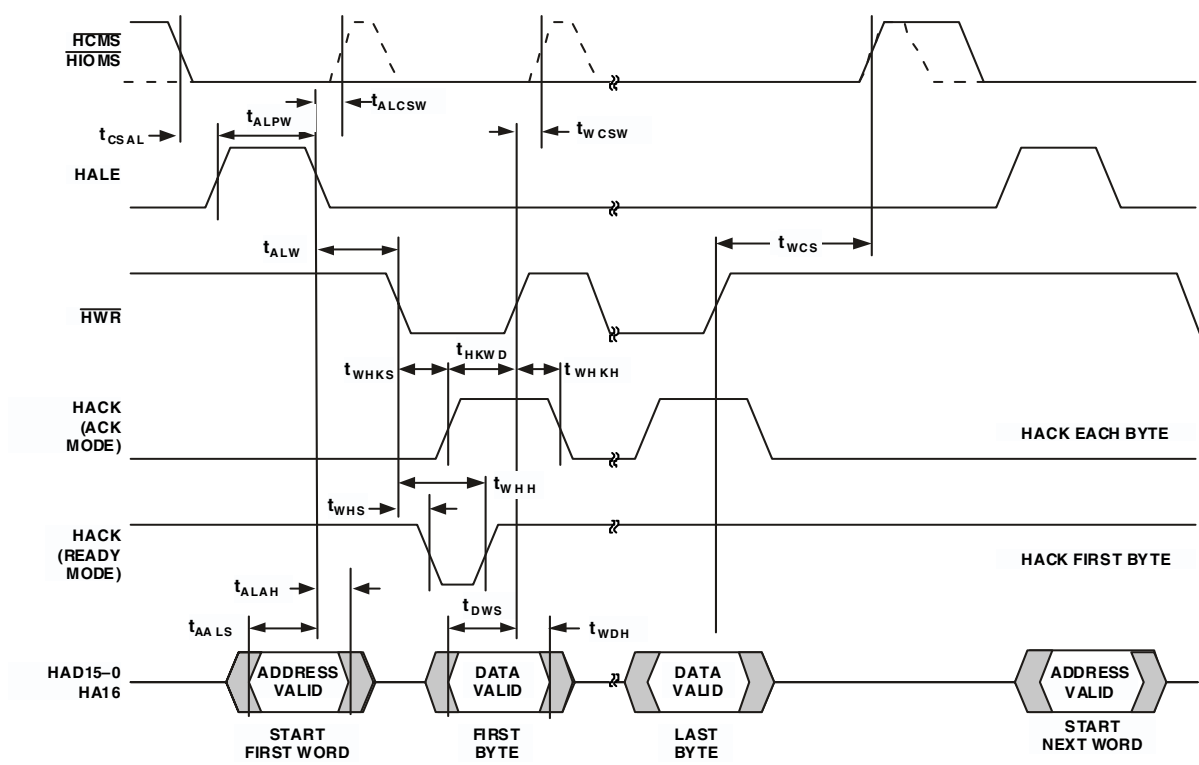 HCMS
HIOMS
tALCSW
tALPW
tCSAL
tWCSW
HALE
tALW
tWCS
HWR
tHKWD
tWHKS
tWHKH
HACK
(ACK
MODE)
HACK EACH BYTE
tWHH
tWHS
HACK
(READY
MODE)
HACK FIRST BYTE
tALAH
tDWS
tAALS
tWDH
HAD15–0
HA16
ADDRESS
VALID
DATA
VALID
DATA
VALID
ADDRESS
VALID
START
FIRST WORD
FIRST
BYTE
LAST
BYTE
START
NEXT WORD